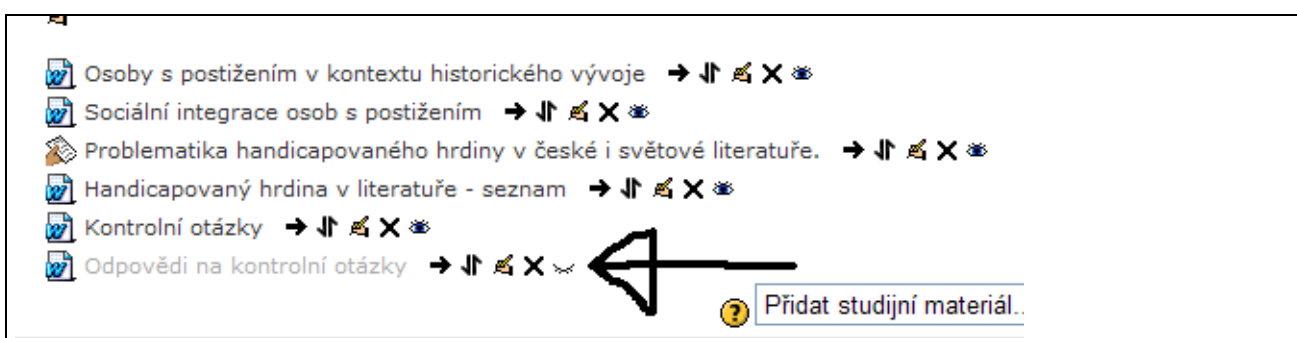 Osoby s postižením v kontextu historického vývoje
Sociální integrace osob s postižením
Problematika handicapovaného hrdiny v české i světové literatuře.
Handicapovaný hrdina v literatuře - seznam
Kontrolní otázky
Odpovědi na kontrolní otázky
Přidat studijní materiál..